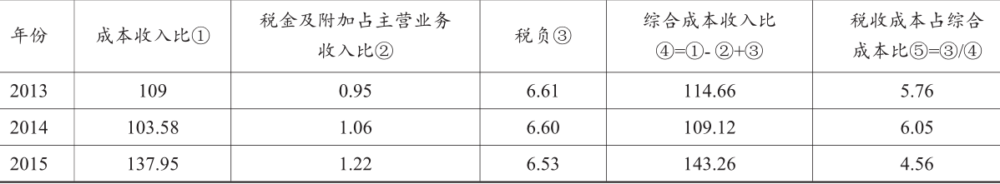 年份 成本收入比① 税金及附加占主营业务收入比② 税负③ 综合成本收入比④=①-②+③ 税收成本占综合成本比⑤=③/④
2013 109 0.95 6.61 114.66 5.76
2014 103.58 1.06 6.60 109.12 6.05
2015 137.95 1.22 6.53 143.26 4.56